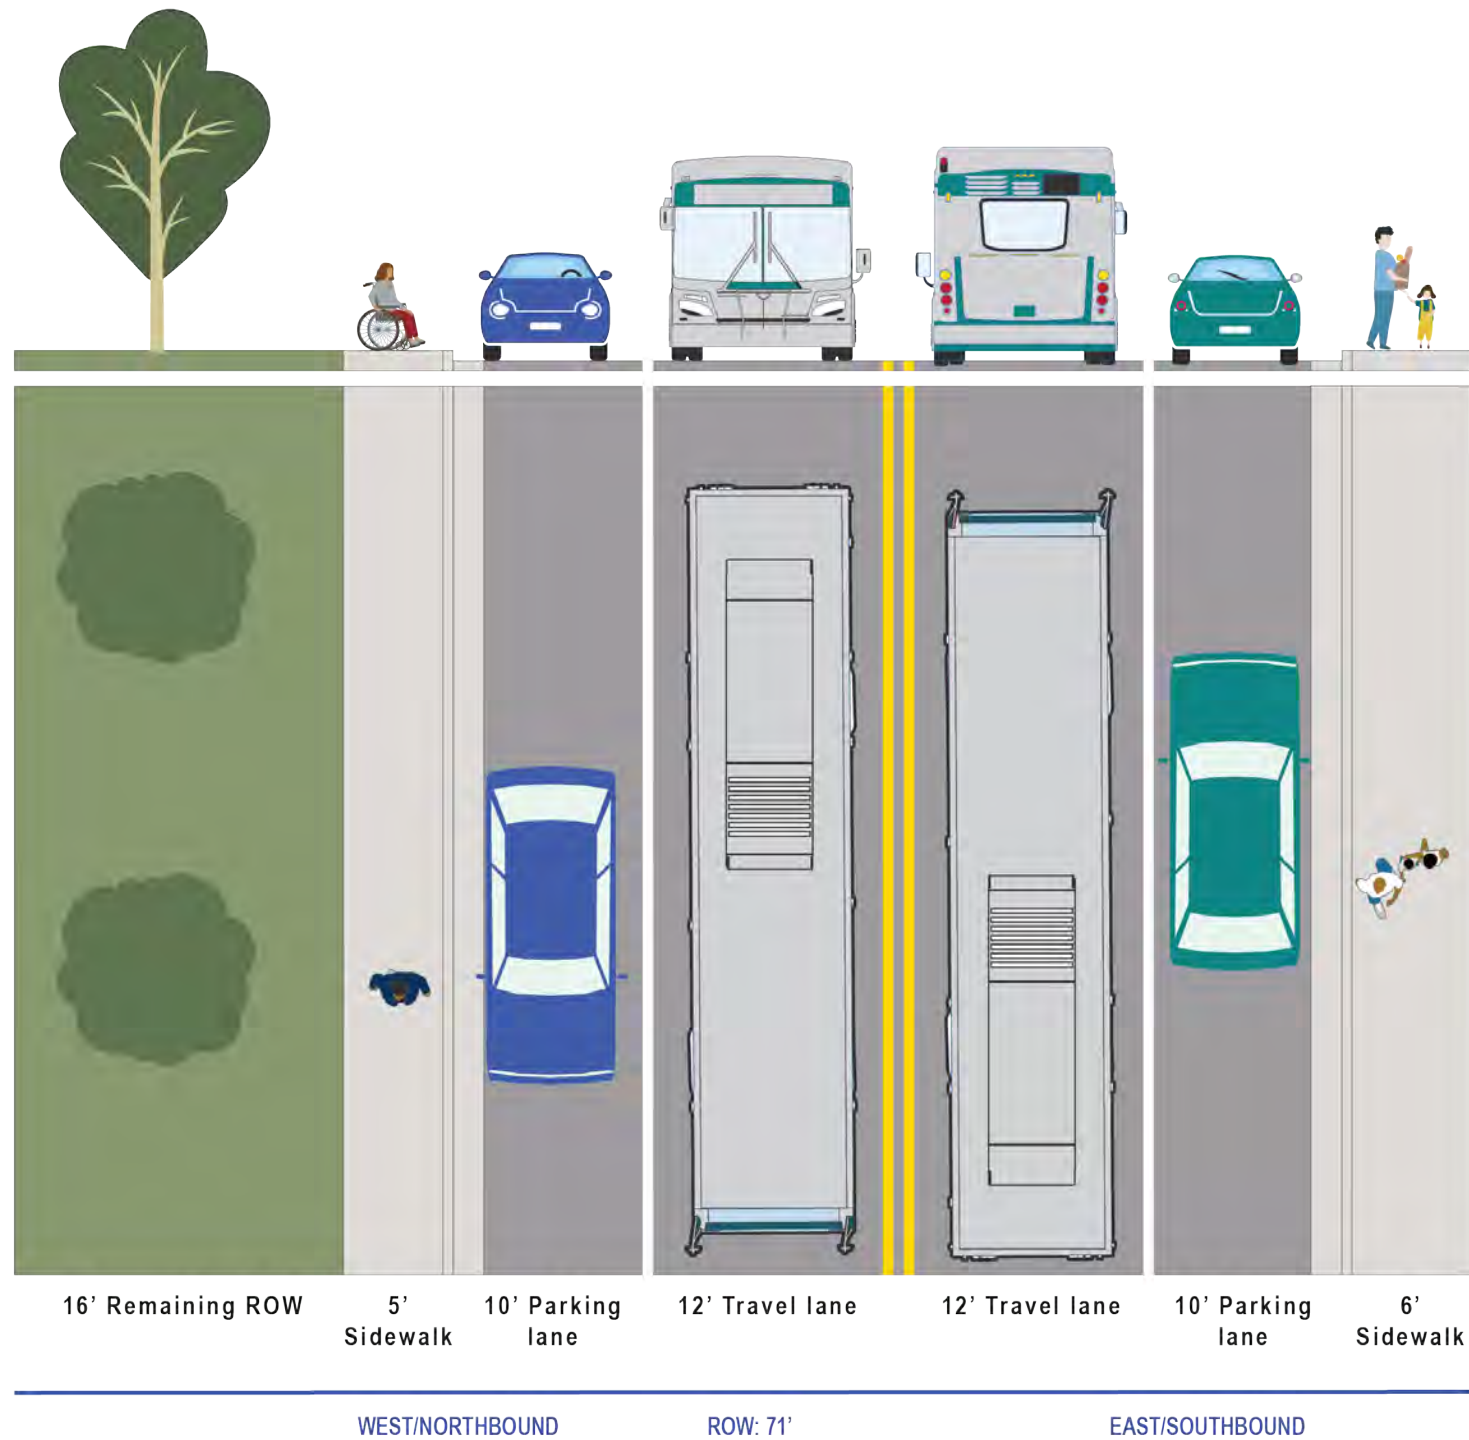 16’ Remaining ROW
5’
Sidewalk
10’ Parking
lane
12’ Travel lane
12’ Travel lane
10’ Parking
lane
6’
Sidewalk
WEST/NORTHBOUND
ROW: 71’
EAST/SOUTHBOUND